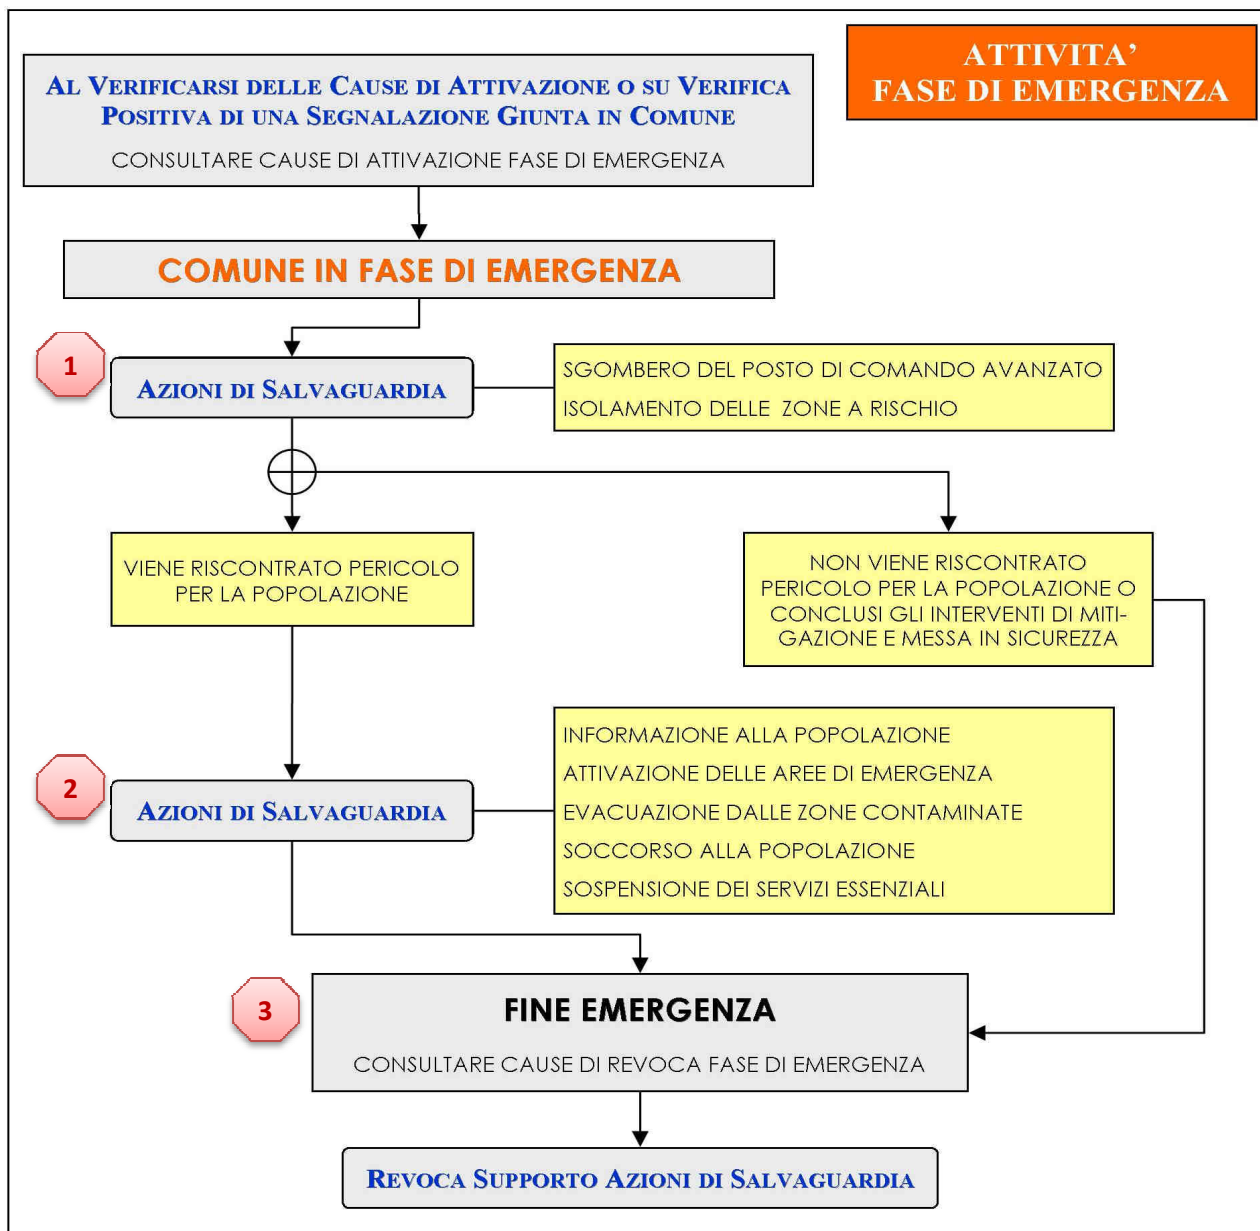 ATTIVITA’
FASE DI EMERGENZA
AL VERIFICARSI DELLE CAUSE DI ATTIVAZIONE O SU VERIFICA
POSITIVA DI UNA SEGNALAZIONE GIUNTA IN COMUNE
CONSULTARE CAUSE DI ATTIVAZIONE FASE DI EMERGENZA
COMUNE IN FASE DI EMERGENZA
1
AZIONI DI SALVAGUARDIA
SGOMBERO DEL POSTO DI COMANDO AVANZATO
ISOLAMENTO DELLE ZONE A RISCHIO
VIENE RISCONTRATO PERICOLO
PER LA POPOLAZIONE
NON VIENE RISCONTRATO
PERICOLO PER LA POPOLAZIONE O
CONCLUSI GLI INTERVENTI DI MITI-
GAZIONE E MESSA IN SICUREZZA
2
AZIONI DI SALVAGUARDIA
INFORMAZIONE ALLA POPOLAZIONE
ATTIVAZIONE DELLE AREE DI EMERGENZA
EVACUAZIONE DALLE ZONE CONTAMINATE
SOCCORSO ALLA POPOLAZIONE
SOSPENSIONE DEI SERVIZI ESSENZIALI
3
FINE EMERGENZA
CONSULTARE CAUSE DI REVOCA FASE DI EMERGENZA
REVOCA SUPPORTO AZIONI DI SALVAGUARDIA